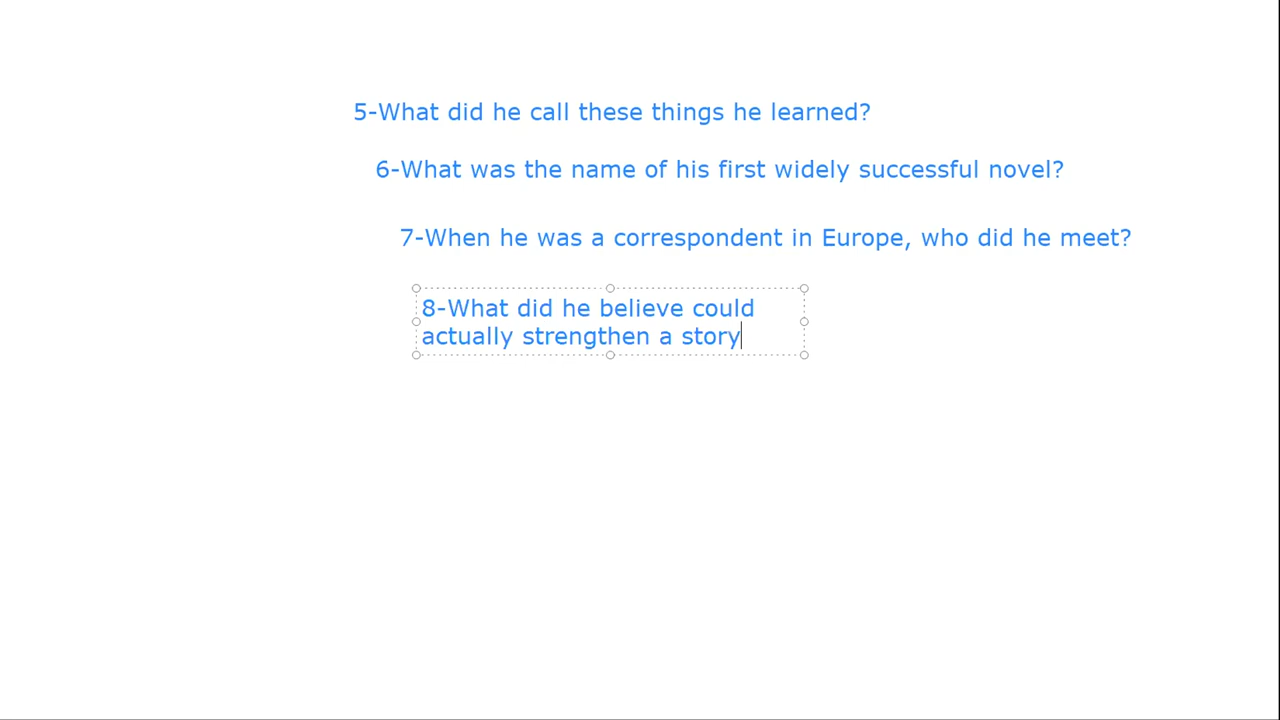 5-What did he call these things he learned?
6-What was the name of his first widely successful novel?
7-When he was a correspondent in Europe, who did he meet?
8-What did he believe could
actually strengthen a story